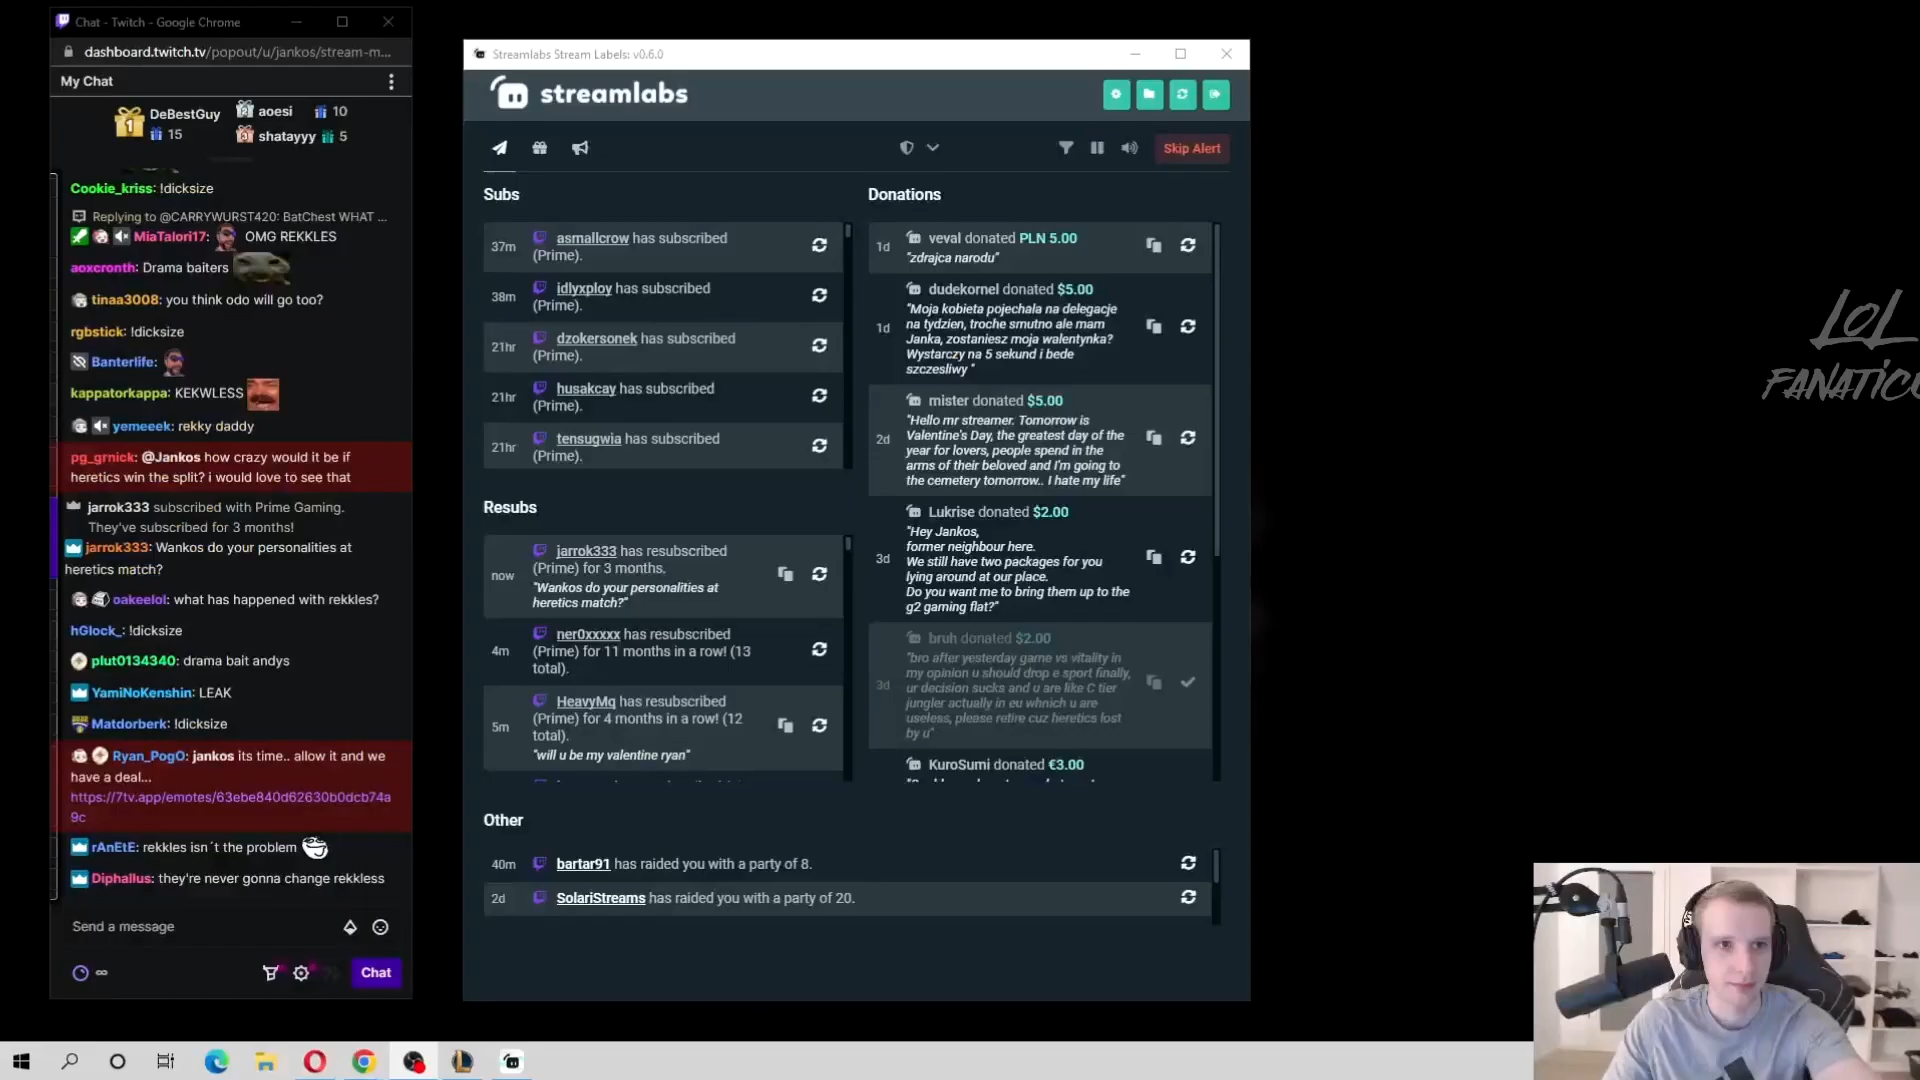 Chat - Twitch - Google Chrome
dashboard.twitch.tv/popout/u/jankos/stream-m...
My Chat
DeBestGuy
15
aoesi 10
shatayyy 5
Cookie_kriss: !dicksize
Replying to @CARRYWURST420: BatChest WHAT ...
MiaTalori17: OMG REKKLES
aoxcronth: Drama baiters
tinaa3008: you think odo will go too?
rgbstick: !dicksize
Banterlife:
kappatorkappa: KEKWLESS
yemeeek: rekky daddy
pg_grnick: @Jankos how crazy would it be if
heretics win the split? i would love to see that
jarrok333 subscribed with Prime Gaming.
They've subscribed for 3 months!
jarrok333: Wankos do your personalities at
heretics match?
oakeelol: what has happened with rekkles?
hGlock_: !dicksize
plut0134340: drama bait andys
YamiNoKenshin: LEAK
Matdorberk: !dicksize
Ryan_PogO: jankos its time.. allow it and we
have a deal...
https://7tv.app/emotes/63ebe840d62630b0dcb74a
9c
rAnEtE: rekkles isn´t the problem
Diphallus: they're never gonna change rekkless
Send a message
Chat
Streamlabs Stream Labels: v0.6.0
streamlabs
Skip Alert
Subs
37m asmallcrow has subscribed
(Prime).
38m idlyxploy has subscribed
(Prime).
21hr dzokersonek has subscribed
(Prime).
21hr husakcay has subscribed
(Prime).
21hr tensugwia has subscribed
(Prime).
Resubs
now jarrok333 has resubscribed
(Prime) for 3 months.
"Wankos do your personalities at
heretics match?"
4m ner0xxxxx has resubscribed
(Prime) for 11 months in a row! (13
total).
5m HeavyMq has resubscribed
(Prime) for 4 months in a row! (12
total).
"will u be my valentine ryan"
Donations
1d veval donated PLN 5.00
"zdrajca narodu"
1d dudekornel donated $5.00
"Moja kobieta pojechala na delegacje
na tydzien, troche smutno ale mam
Janka, zostaniesz moja walentynka?
Wystarczy na 5 sekund i bede
szczesliwy "
2d mister donated $5.00
"Hello mr streamer. Tomorrow is
Valentine's Day, the greatest day of the
year for lovers, people spend in the
arms of their beloved and I'm going to
the cemetery tomorrow.. I hate my life"
3d Lukrise donated $2.00
"Hey Jankos,
former neighbour here.
We still have two packages for you
lying around at our place.
Do you want me to bring them up to the
g2 gaming flat?"
3d bruh donated $2.00
"bro after yesterday game vs vitality in
my opinion u should drop e sport finally,
ur decision sucks and u are like C tier
jungler actually in eu whnich u are
useless, please retire cuz heretics lost
by u"
KuroSumi donated €3.00
Other
40m bartar91 has raided you with a party of 8.
2d SolariStreams has raided you with a party of 20.
LOL